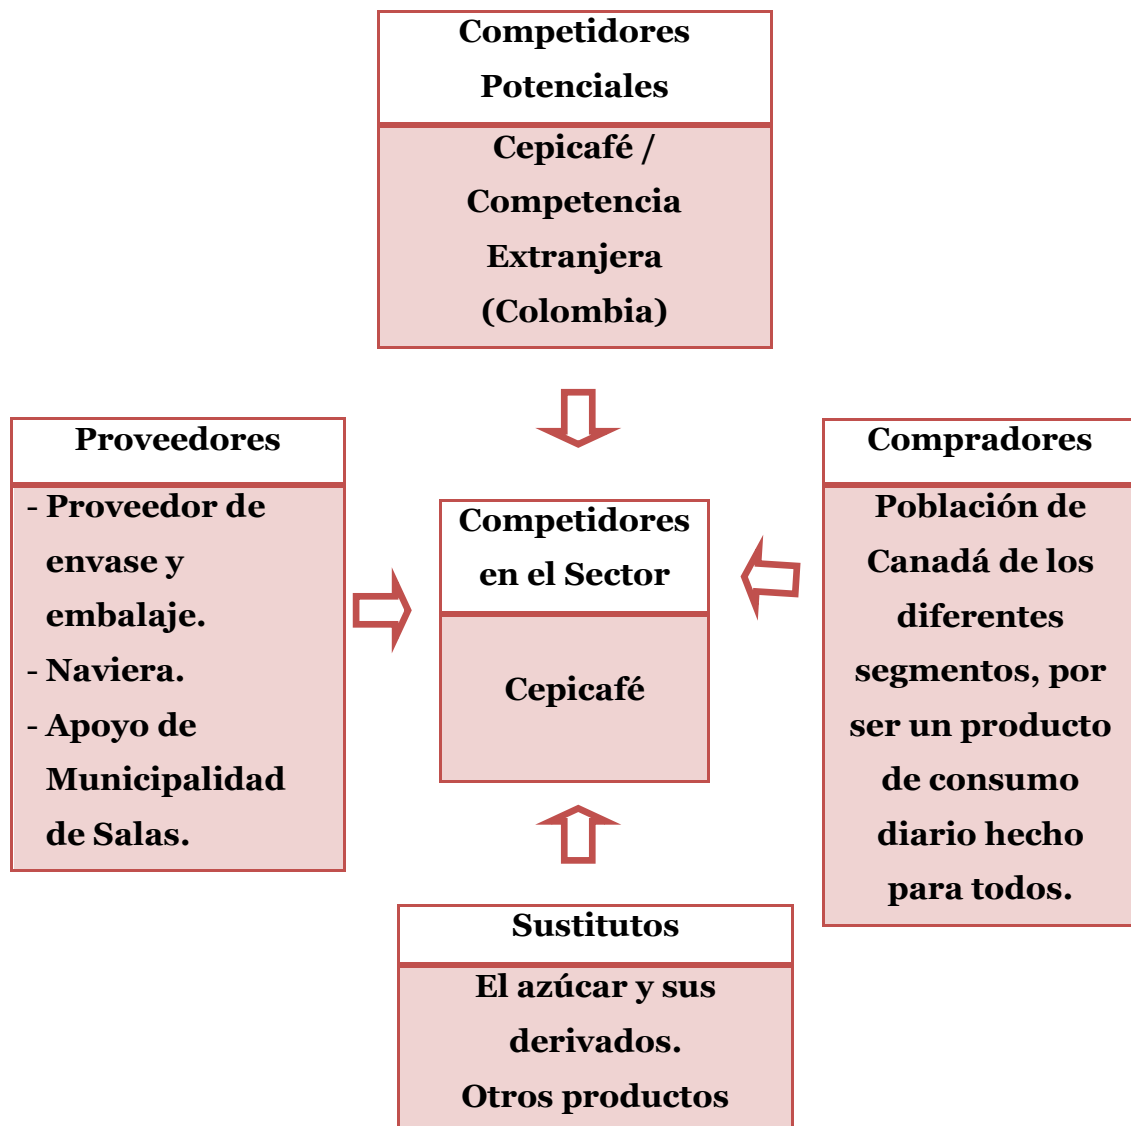 Competidores
Potenciales
Cepicafé /
Competencia
Extranjera
(Colombia)
Proveedores
- Proveedor de
envase y
embalaje.
- Naviera.
- Apoyo de
Municipalidad
de Salas.
Competidores
en el Sector
Cepicafé
Compradores
Población de
Canadá de los
diferentes
segmentos, por
ser un producto
de consumo
diario hecho
para todos.
Sustitutos
El azúcar y sus
derivados.
Otros productos